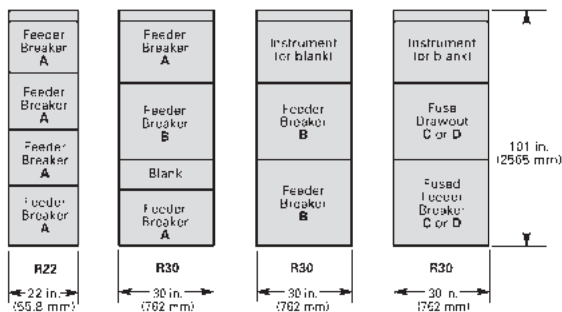 Feeder
Breaker
A
Feeder
Breaker
A
Feeder
Breaker
A
Feeder
Breaker
A
R22
22 in.
(55.8 mm)
Feeder
Breaker
A
Feeder
Breaker
B
Blank
Feeder
Breaker
A
R30
30 in.
(762 mm)
Instrument
(or blank)
Feeder
Breaker
B
Feeder
Breaker
B
R30
30 in.
(762 mm)
Instrument
(or blank)
Fuse
Drawout
C or D
Fused
Feeder
Breaker
C or D
R30
30 in.
(762 mm)
101 in.
(2565 mm)